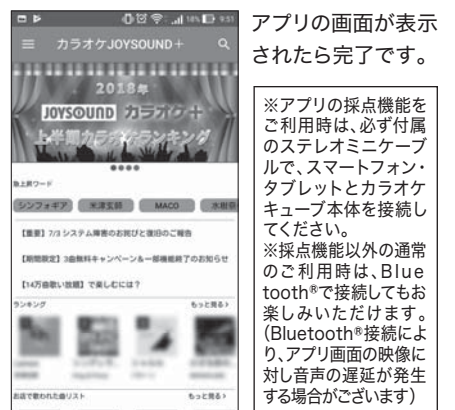 18% 9:51
カラオケJOYSOUND+
2018年
JOYSOUND カラオケ+
上半期カラオケランキング
急上昇ワード
シンフォギア 米津玄師 MACO 水樹奈
【重要】7/3 システム障害のお詫びと復旧のご報告
【期間限定】3曲無料キャンペーン&一部機能終了のお知らせ
【14万曲歌い放題】で楽しむには?
ランキング もっと見る>
お店で歌われた曲リスト もっと見る>
アプリの画面が表示
されたら完了です。
※アプリの採点機能を
ご利用時は、必ず付属
のステレオミニケーブ
ルで、スマートフォン・
タブレットとカラオケ
キューブ本体を接続し
てください。
※採点機能以外の通常
のご利用時は、Blue
tooth®で接続してもお
楽しみいただけます。
(Bluetooth®接続によ
り、アプリ画面の映像に
対し音声の遅延が発生
する場合がございます)